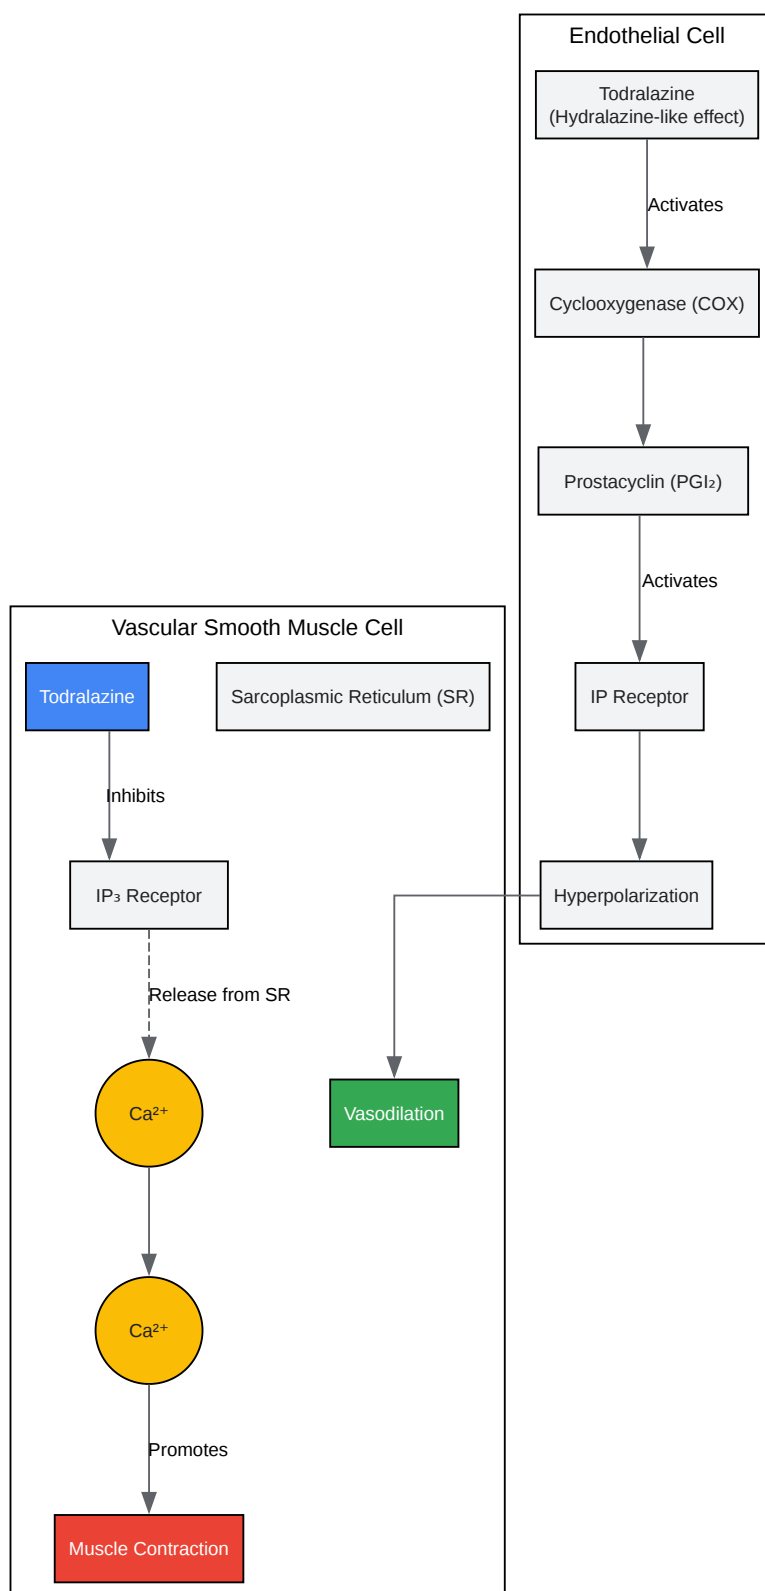 Endothelial Cell
Todralazine
(Hydralazine-like effect)
Activates
Cyclooxygenase (COX)
Prostacyclin (PGI₂)
Activates
IP Receptor
Hyperpolarization
Vascular Smooth Muscle Cell
Todralazine
Sarcoplasmic Reticulum (SR)
Inhibits
IP₃ Receptor
Release from SR
Ca²⁺
Vasodilation
Ca²⁺
Promotes
Muscle Contraction